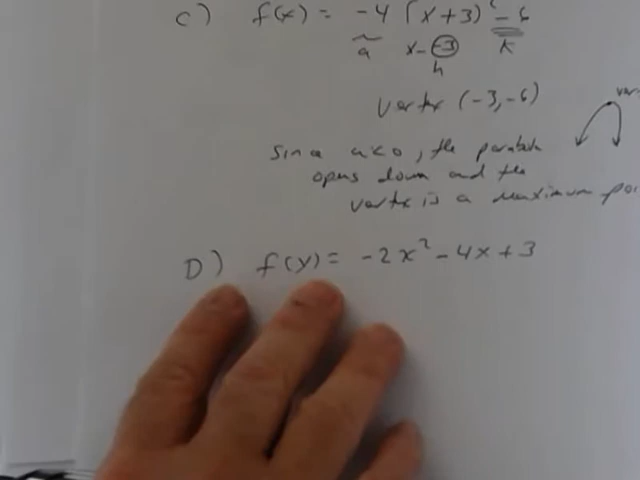 C) f(x) = -4 (x+3)² - 6
a x - -3 k
h
vertex (-3, -6)
Since a<0, the parabola
opens down and the
vertex is a maximum poi
D) f(y) = -2x² - 4x + 3